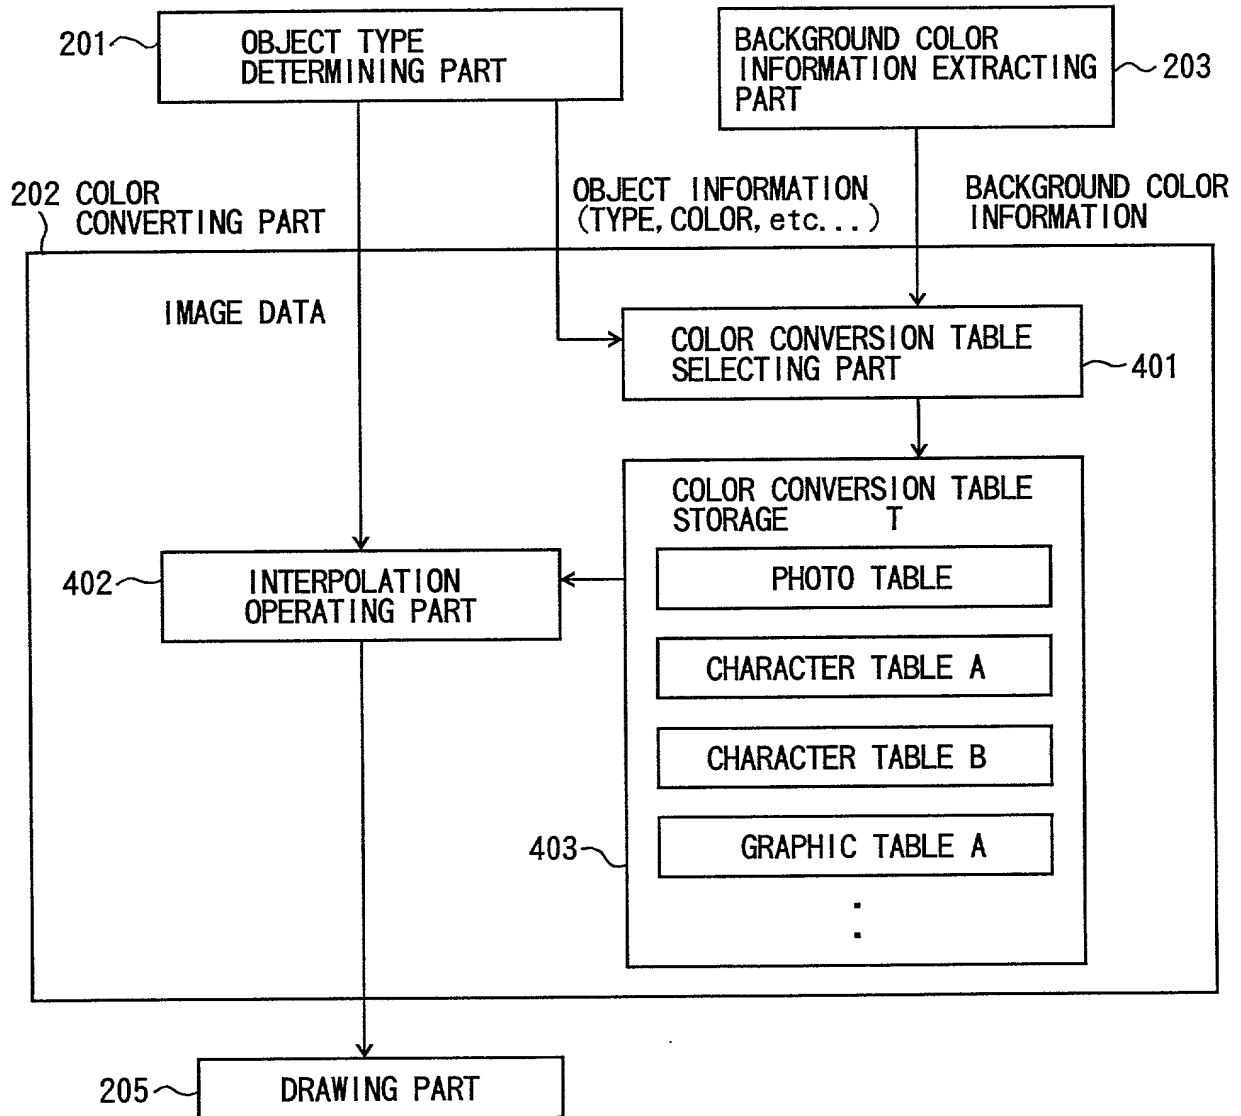 201
OBJECT TYPE
DETERMINING PART
BACKGROUND COLOR
INFORMATION EXTRACTING
PART
203
202 COLOR
CONVERTING PART
OBJECT INFORMATION
(TYPE, COLOR, etc...)
BACKGROUND COLOR
INFORMATION
IMAGE DATA
COLOR CONVERSION TABLE
SELECTING PART
401
COLOR CONVERSION TABLE
STORAGE T
402
INTERPOLATION
OPERATING PART
PHOTO TABLE
CHARACTER TABLE A
CHARACTER TABLE B
403
GRAPHIC TABLE A
205
DRAWING PART